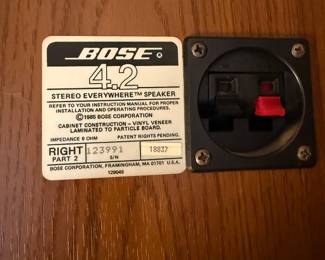 BOSE
4.2
STEREO EVERYWHERE™ SPEAKER
REFER TO YOUR INSTRUCTION MANUAL FOR PROPER
INSTALLATION AND OPERATING PROCEDURES.
©1985 BOSE CORPORATION
CABINET CONSTRUCTION - VINYL VENEER
LAMINATED TO PARTICLE BOARD.
IMPEDANCE 8 OHM PATENT RIGHTS PENDING.
RIGHT 123991
PART 2 S/N
BOSE CORPORATION, FRAMINGHAM, MA 01701 U.S.A.